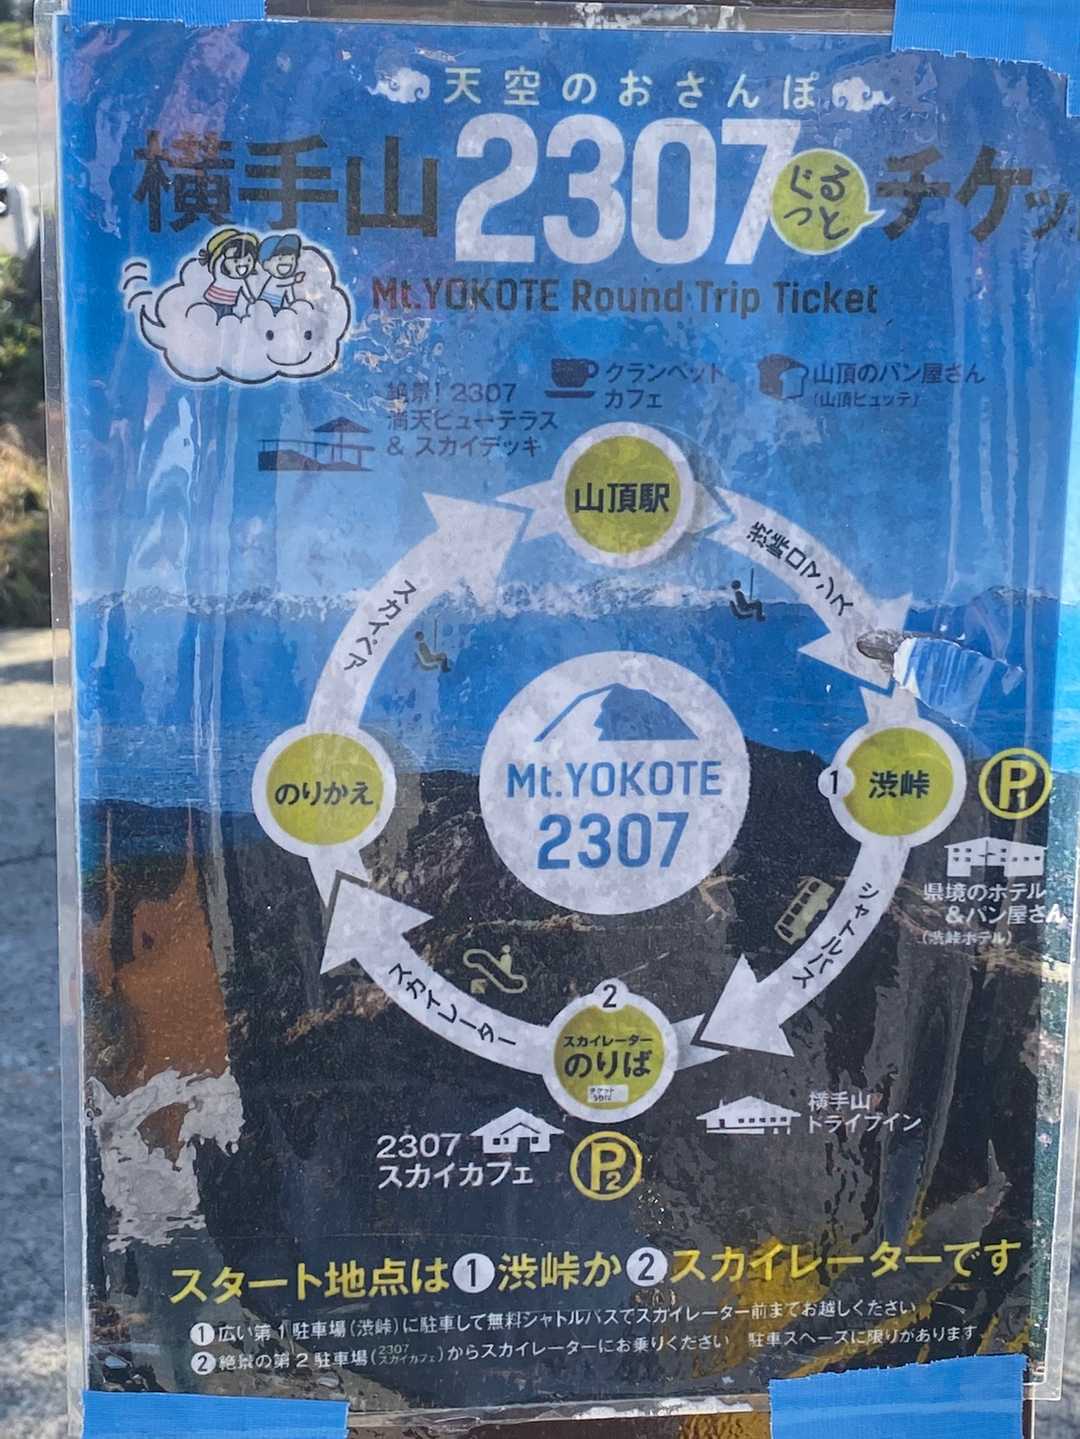 天空のおさんぽ
横手山2307ぐるっとチケッ
Mt.YOKOTE Round Trip Ticket
絶景! 2307
満天ビューテラス
& スカイデッキ
クランペット
カフェ
山頂のパン屋さん
(山頂ヒュッテ)
山頂駅
スカイペア
渋峠ロマンス
のりかえ
Mt.YOKOTE
2307
1
渋峠
P1
県境のホテル
&パン屋さん
(渋峠ホテル)
スカイレーター
シャトルバス
2
スカイレーター
のりば
2307
スカイカフェ
P2
横手山
ドライブイン
スタート地点は1渋峠か2スカイレーターです
1 広い第1駐車場(渋峠)に駐車して無料シャトルバスでスカイレーター前までお越しください
2 絶景の第2駐車場(2307スカイカフェ)からスカイレーターにお乗りください 駐車スペースに限りがあります